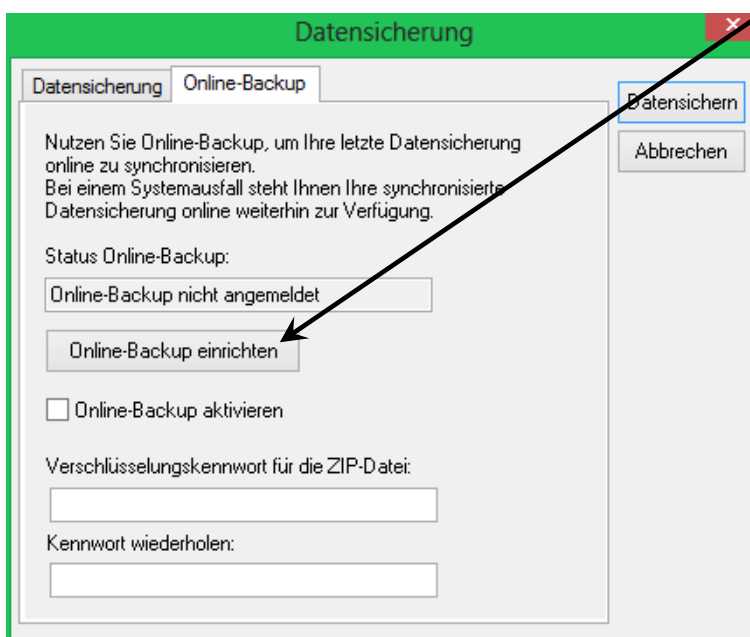 Datensicherung
Datensicherung
Online-Backup
Datensichern
Abbrechen
Nutzen Sie Online-Backup, um Ihre letzte Datensicherung
online zu synchronisieren.
Bei einem Systemausfall steht Ihnen Ihre synchronisierte
Datensicherung online weiterhin zur Verfügung.
Status Online-Backup:
Online-Backup nicht angemeldet
Online-Backup einrichten
Online-Backup aktivieren
Verschlüsselungskennwort für die ZIP-Datei:
Kennwort wiederholen: